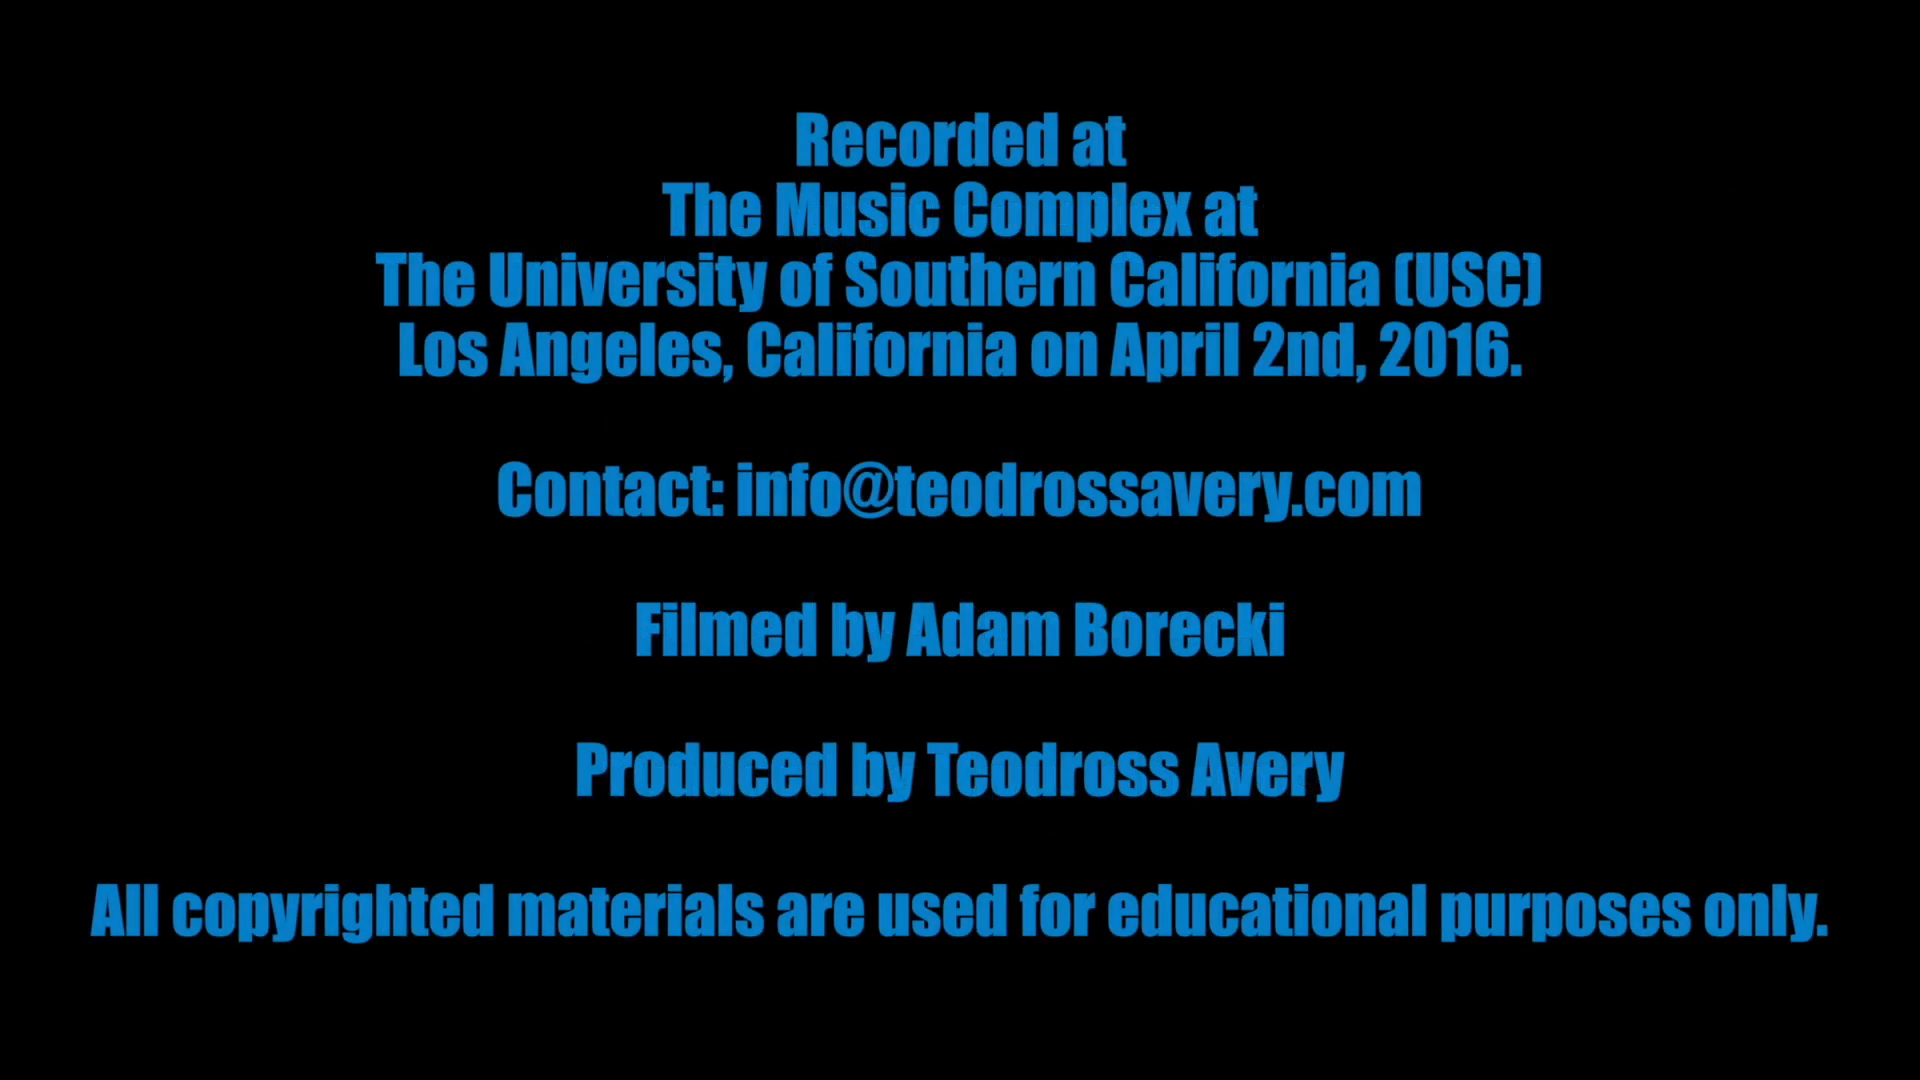 Recorded at
The Music Complex at
The University of Southern California (USC)
Los Angeles, California on April 2nd, 2016.
Contact: info@teodrossavery.com
Filmed by Adam Borecki
Produced by Teodross Avery
All copyrighted materials are used for educational purposes only.